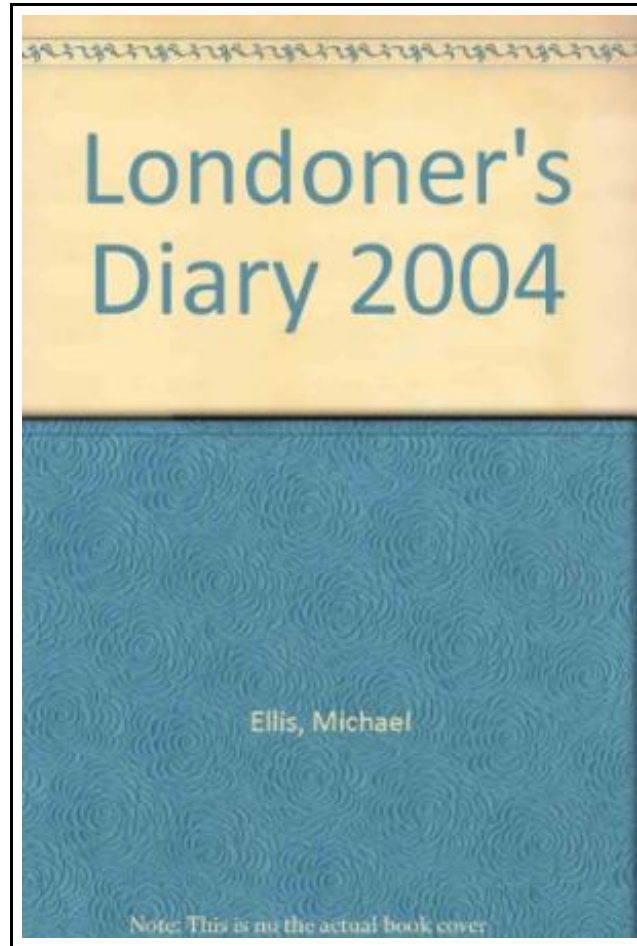 Londoner's
Diary 2004
Ellis, Michael
Note: This is no the actual book cover